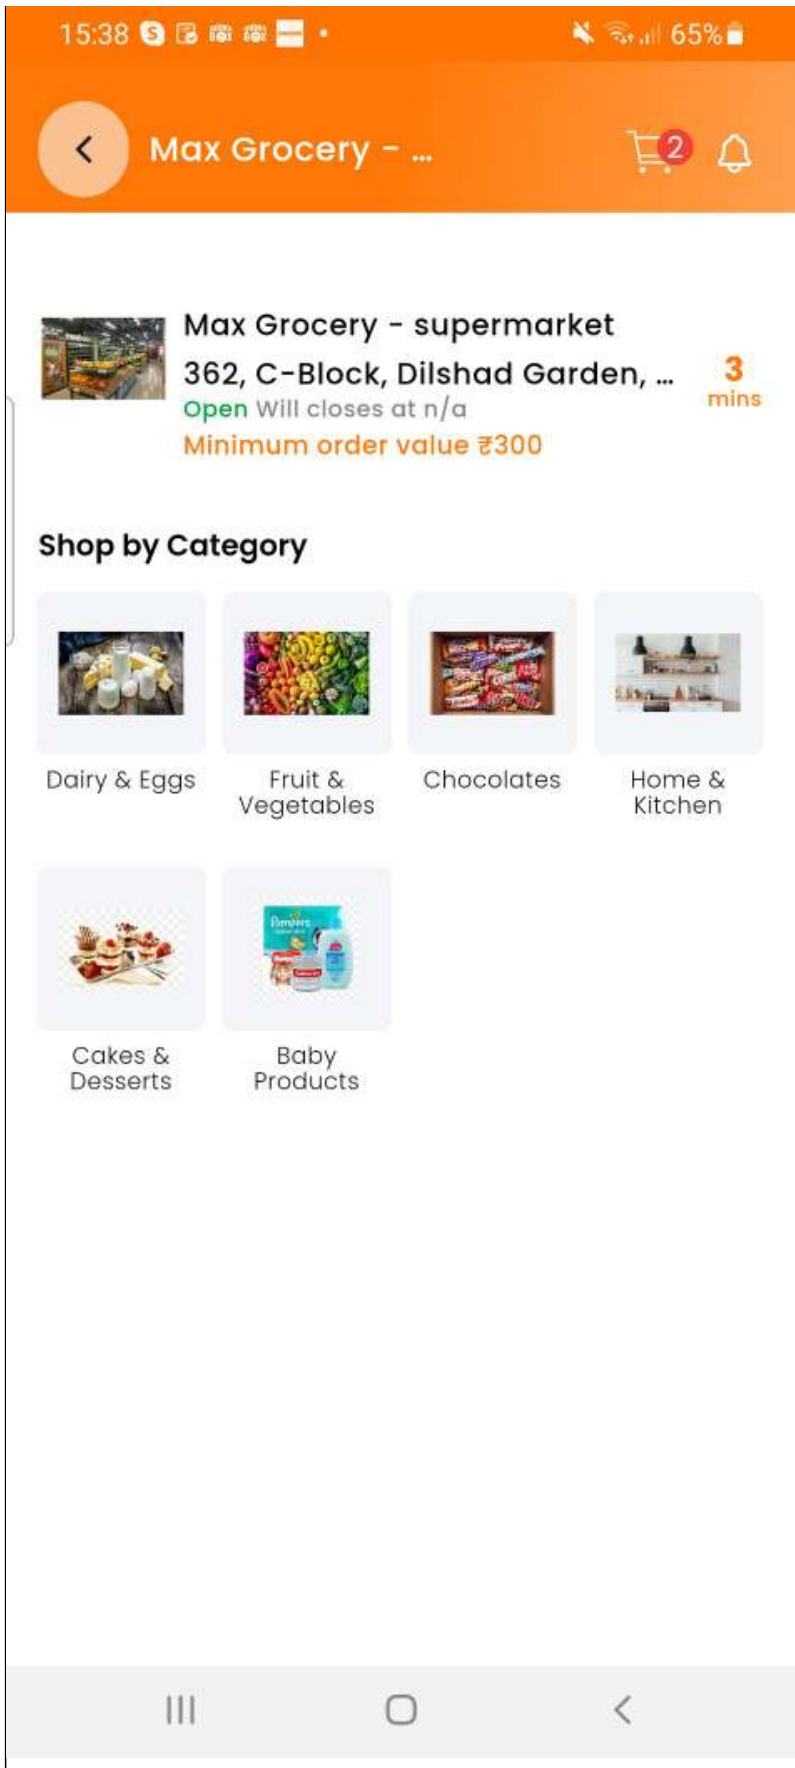 15:38
65%
Max Grocery - ...
2
Max Grocery - supermarket
362, C-Block, Dilshad Garden, ...
Open Will closes at n/a
Minimum order value ₹300
3
mins
Shop by Category
Dairy & Eggs
Fruit &
Vegetables
Chocolates
Home &
Kitchen
Pampers
Cakes &
Desserts
Baby
Products